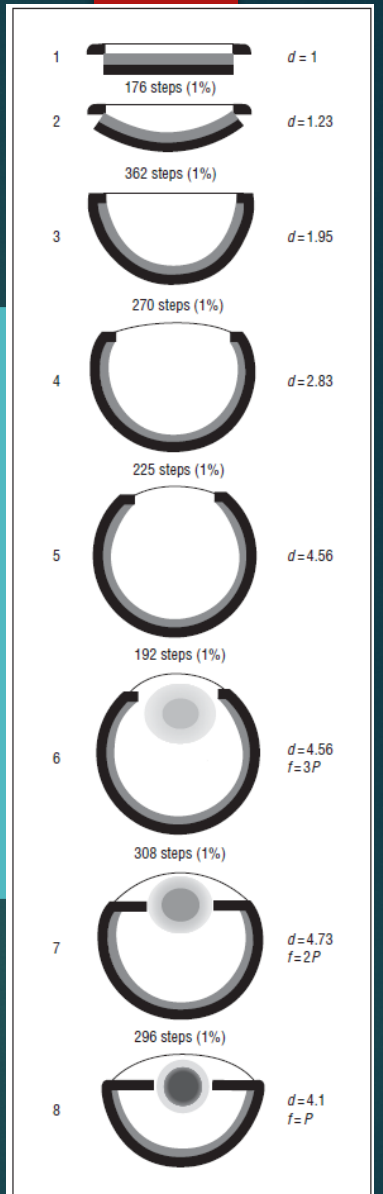 1
d = 1
176 steps (1%)
2
d=1.23
362 steps (1%)
3
d=1.95
270 steps (1%)
4
d=2.83
225 steps (1%)
5
d=4.56
192 steps (1%)
6
d=4.56
f=3P
308 steps (1%)
7
d=4.73
f=2P
296 steps (1%)
8
d=4.1
f=P